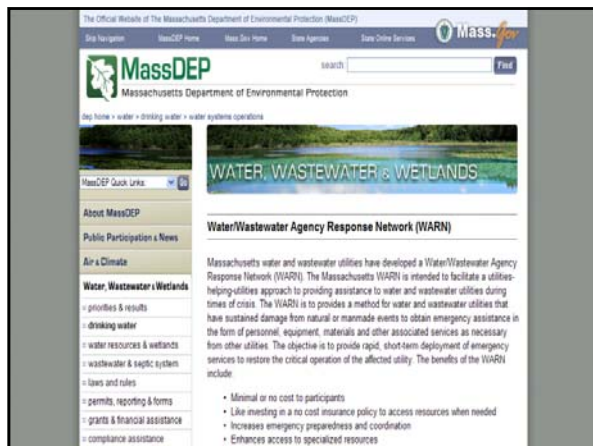 The Official Website of The Massachusetts Department of Environmental Protection (MassDEP)
Skip Navigation MassDEP Home Mass Gov Home State Agencies State Online Services
Mass.Gov
MassDEP
search Find
Massachusetts Department of Environmental Protection
dep home » water » drinking water » water systems operations
WATER, WASTEWATER & WETLANDS
MassDEP Quick Links: Go
About MassDEP
Public Participation & News
Air & Climate
Water, Wastewater & Wetlands
priorities & results
drinking water
water resources & wetlands
wastewater & septic system
laws and rules
permits, reporting & forms
grants & financial assistance
compliance assistance
Water/Wastewater Agency Response Network (WARN)
Massachusetts water and wastewater utilities have developed a Water/Wastewater Agency
Response Network (WARN). The Massachusetts WARN is intended to facilitate a utilities-
helping-utilities approach to providing assistance to water and wastewater utilities during
times of crisis. The WARN is to provides a method for water and wastewater utilities that
have sustained damage from natural or manmade events to obtain emergency assistance in
the form of personnel, equipment, materials and other associated services as necessary
from other utilities. The objective is to provide rapid, short-term deployment of emergency
services to restore the critical operation of the affected utility. The benefits of the WARN
include:
• Minimal or no cost to participants
• Like investing in a no cost insurance policy to access resources when needed
• Increases emergency preparedness and coordination
• Enhances access to specialized resources